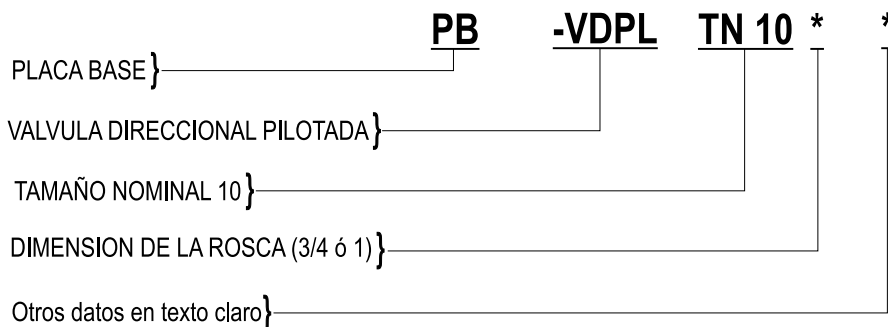 PB -VDPL TN 10 * *
PLACA BASE}
VALVULA DIRECCIONAL PILOTADA}
TAMAÑO NOMINAL 10}
DIMENSION DE LA ROSCA (3/4 ó 1)}
Otros datos en texto claro}